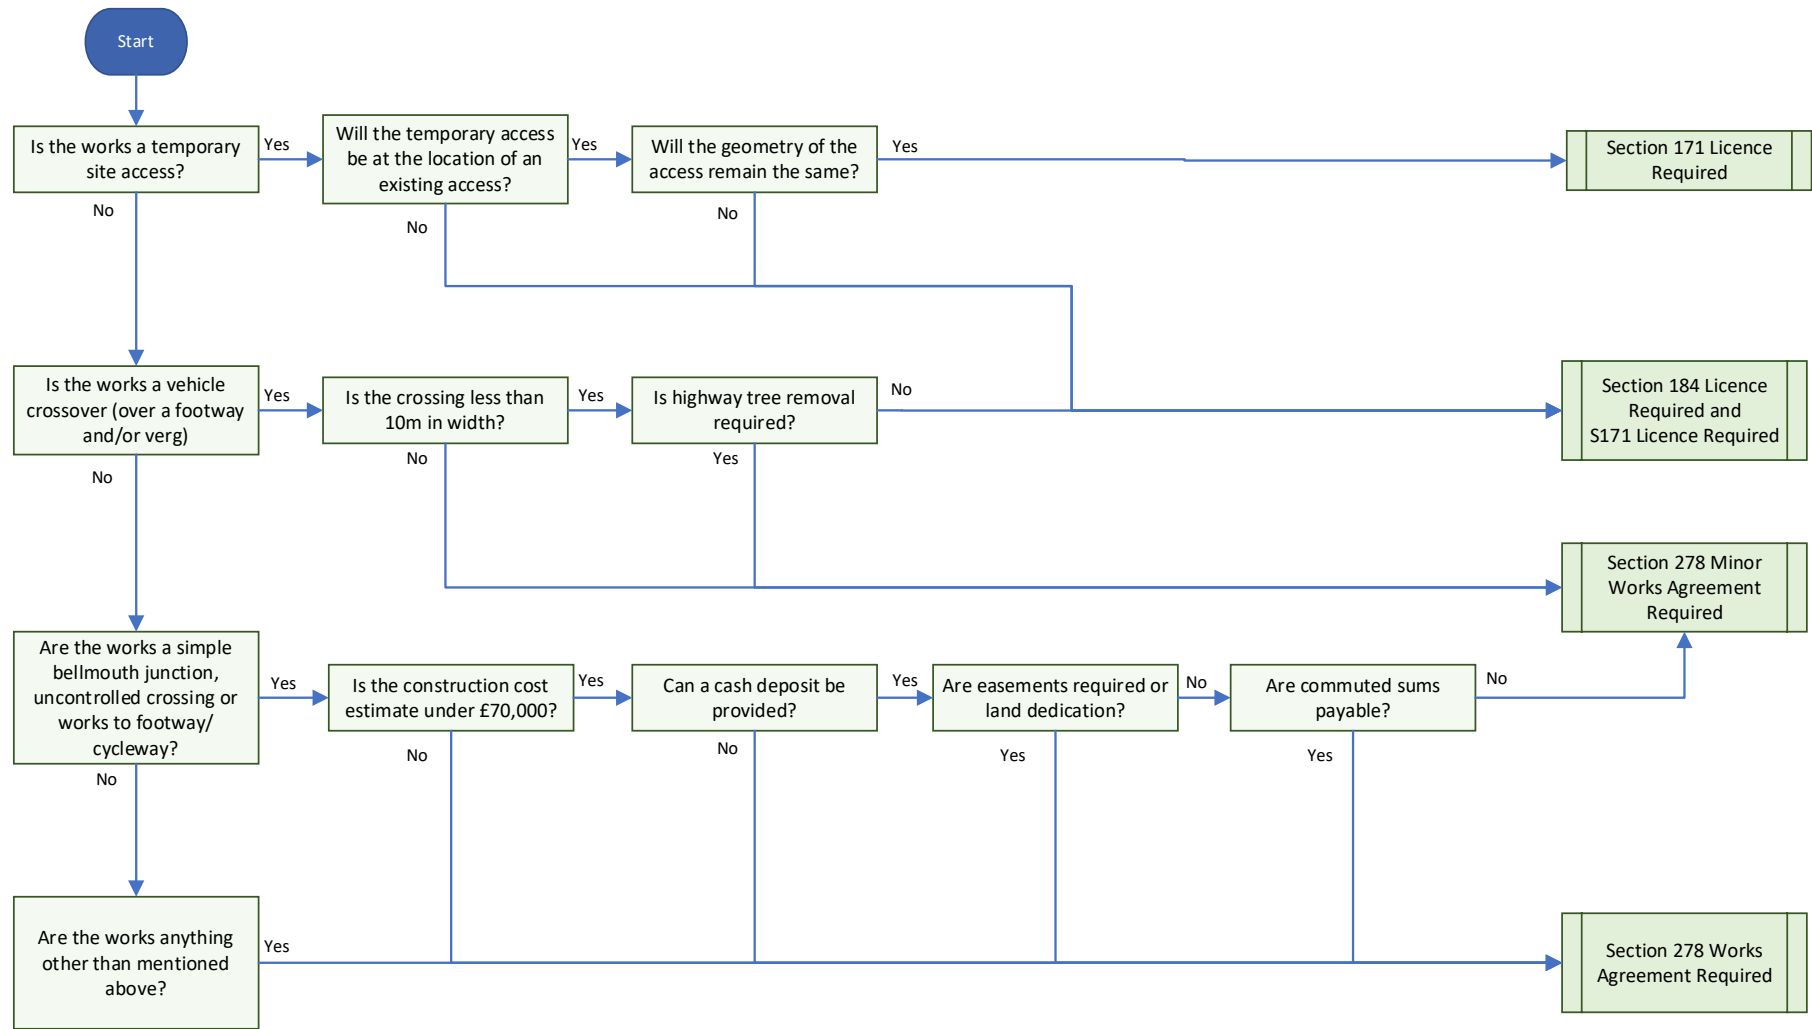 Start
Is the works a temporary
site access?
Yes
No
Will the temporary access
be at the location of an
existing access?
Yes
No
Will the geometry of the
access remain the same?
Yes
No
Section 171 Licence
Required
Is the works a vehicle
crossover (over a footway
and/or verg)
Yes
No
Is the crossing less than
10m in width?
Yes
No
Is highway tree removal
required?
No
Yes
Section 184 Licence
Required and
S171 Licence Required
Section 278 Minor
Works Agreement
Required
Are the works a simple
bellmouth junction,
uncontrolled crossing or
works to footway/
cycleway?
Yes
No
Is the construction cost
estimate under £70,000?
Yes
No
Can a cash deposit be
provided?
Yes
No
Are easements required or
land dedication?
No
Yes
Are commuted sums
payable?
No
Yes
Are the works anything
other than mentioned
above?
Yes
Section 278 Works
Agreement Required